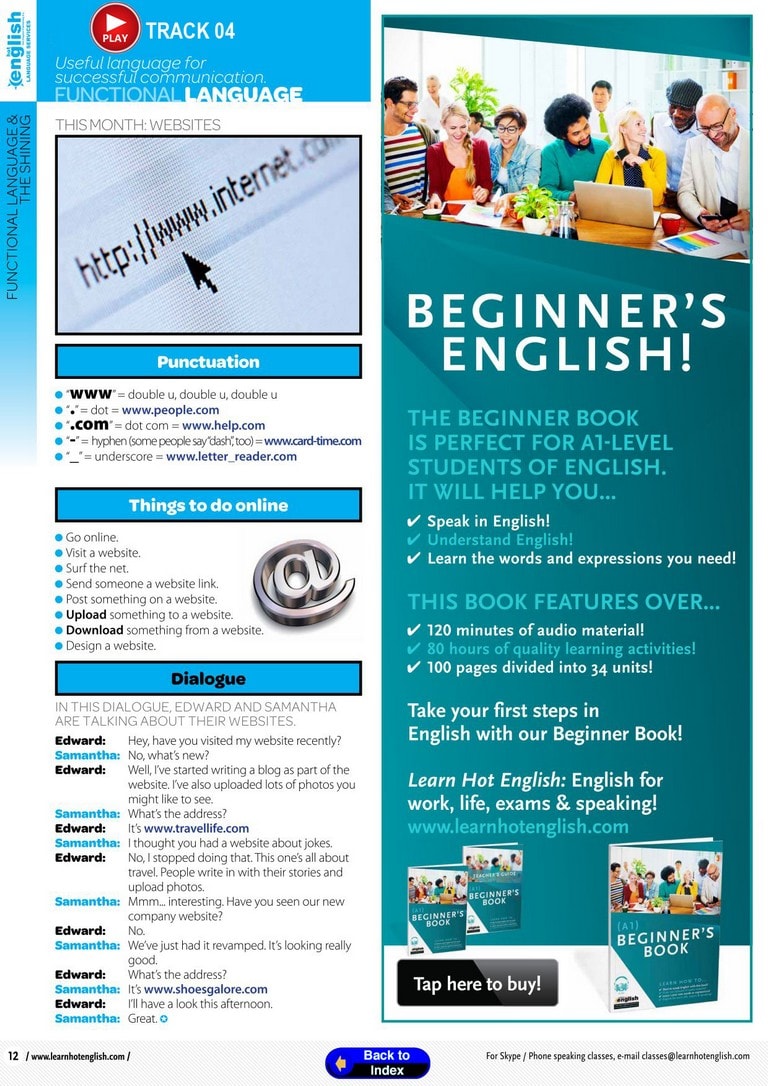 hot
english
LANGUAGE SERVICES
PLAY
TRACK 04
Useful language for
successful communication.
FUNCTIONAL LANGUAGE
FUNCTIONAL LANGUAGE &
THE SHINING
THIS MONTH: WEBSITES
http://www.internet.com
Punctuation
“www” = double u, double u, double u
“.” = dot = www.people.com
“.com” = dot com = www.help.com
“-” = hyphen (some people say “dash”, too) = www.card-time.com
“_” = underscore = www.letter_reader.com
Things to do online
Go online.
Visit a website.
Surf the net.
Send someone a website link.
Post something on a website.
Upload something to a website.
Download something from a website.
Design a website.
@
Dialogue
IN THIS DIALOGUE, EDWARD AND SAMANTHA
ARE TALKING ABOUT THEIR WEBSITES.
Edward: Hey, have you visited my website recently?
Samantha: No, what’s new?
Edward: Well, I’ve started writing a blog as part of the
website. I’ve also uploaded lots of photos you
might like to see.
Samantha: What’s the address?
Edward: It’s www.travellife.com
Samantha: I thought you had a website about jokes.
Edward: No, I stopped doing that. This one’s all about
travel. People write in with their stories and
upload photos.
Samantha: Mmm... interesting. Have you seen our new
company website?
Edward: No.
Samantha: We’ve just had it revamped. It’s looking really
good.
Edward: What’s the address?
Samantha: It’s www.shoesgalore.com
Edward: I’ll have a look this afternoon.
Samantha: Great.
BEGINNER’S
ENGLISH!
THE BEGINNER BOOK
IS PERFECT FOR A1-LEVEL
STUDENTS OF ENGLISH.
IT WILL HELP YOU...
✔ Speak in English!
✔ Understand English!
✔ Learn the words and expressions you need!
THIS BOOK FEATURES OVER...
✔ 120 minutes of audio material!
✔ 80 hours of quality learning activities!
✔ 100 pages divided into 34 units!
Take your first steps in
English with our Beginner Book!
Learn Hot English: English for
work, life, exams & speaking!
www.learnhotenglish.com
TEACHER’S GUIDE
(A1)
BEGINNER’S
BOOK
(A1)
BEGINNER’S
BOOK
(A1)
BEGINNER’S
BOOK
LEARN HOW TO...
english
Tap here to buy!
12 / www.learnhotenglish.com /
Back to
Index
For Skype / Phone speaking classes, e-mail classes@learnhotenglish.com